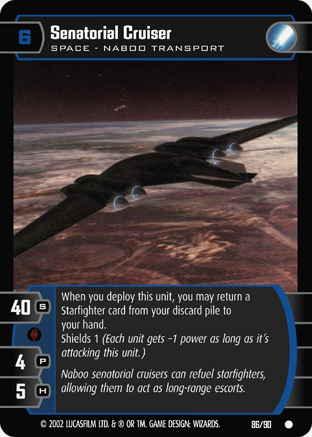 6
Senatorial Cruiser
SPACE - NABOO TRANSPORT
40 S
4 P
5 H
When you deploy this unit, you may return a
Starfighter card from your discard pile to
your hand.
Shields 1 (Each unit gets –1 power as long as it's
attacking this unit.)
Naboo senatorial cruisers can refuel starfighters,
allowing them to act as long-range escorts.
© 2002 LUCASFILM LTD. & ® OR TM. GAME DESIGN: WIZARDS.
86/90